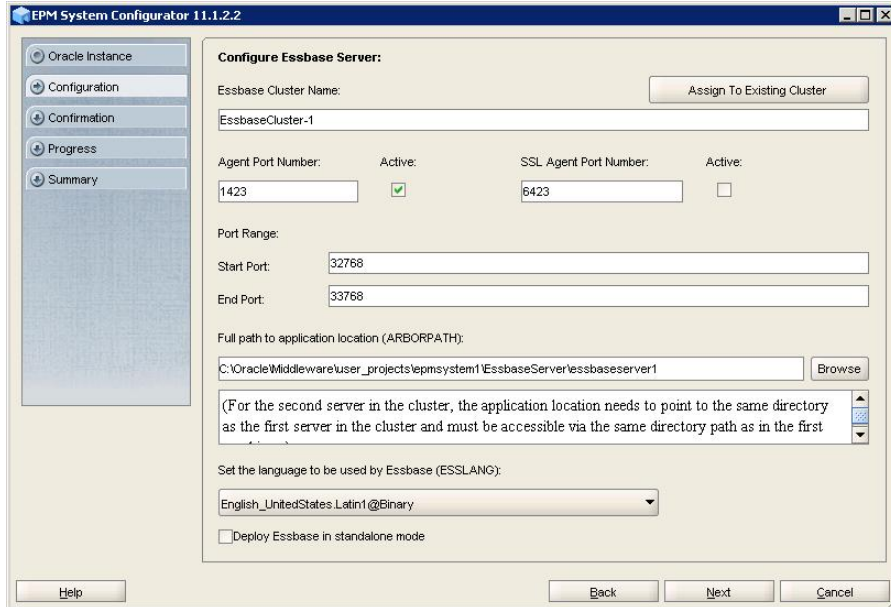 EPM System Configurator 11.1.2.2
Oracle Instance
Configuration
Confirmation
Progress
Summary
Configure Essbase Server:
Essbase Cluster Name:
Assign To Existing Cluster
EssbaseCluster-1
Agent Port Number: Active: SSL Agent Port Number: Active:
1423 6423
Port Range:
Start Port: 32768
End Port: 33768
Full path to application location (ARBORPATH):
C:\Oracle\Middleware\user_projects\epmsystem1\EssbaseServer\essbaseserver1 Browse
(For the second server in the cluster, the application location needs to point to the same directory
as the first server in the cluster and must be accessible via the same directory path as in the first
Set the language to be used by Essbase (ESSLANG):
English_UnitedStates.Latin1@Binary
Deploy Essbase in standalone mode
Help Back Next Cancel